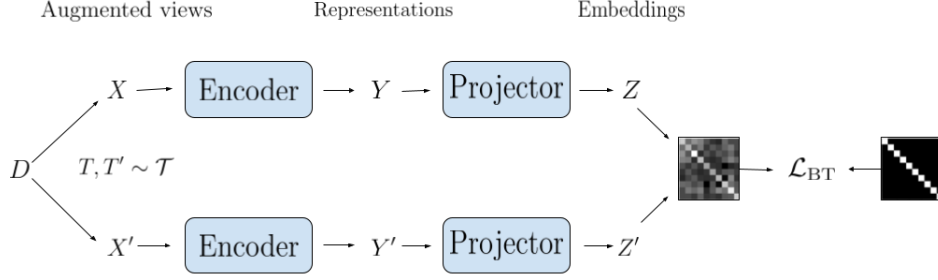 Augmented views Representations Embeddings
X Encoder Y Projector Z
D T, T′ ∼ 𝒯 ℒ_BT
X′ Encoder Y′ Projector Z′